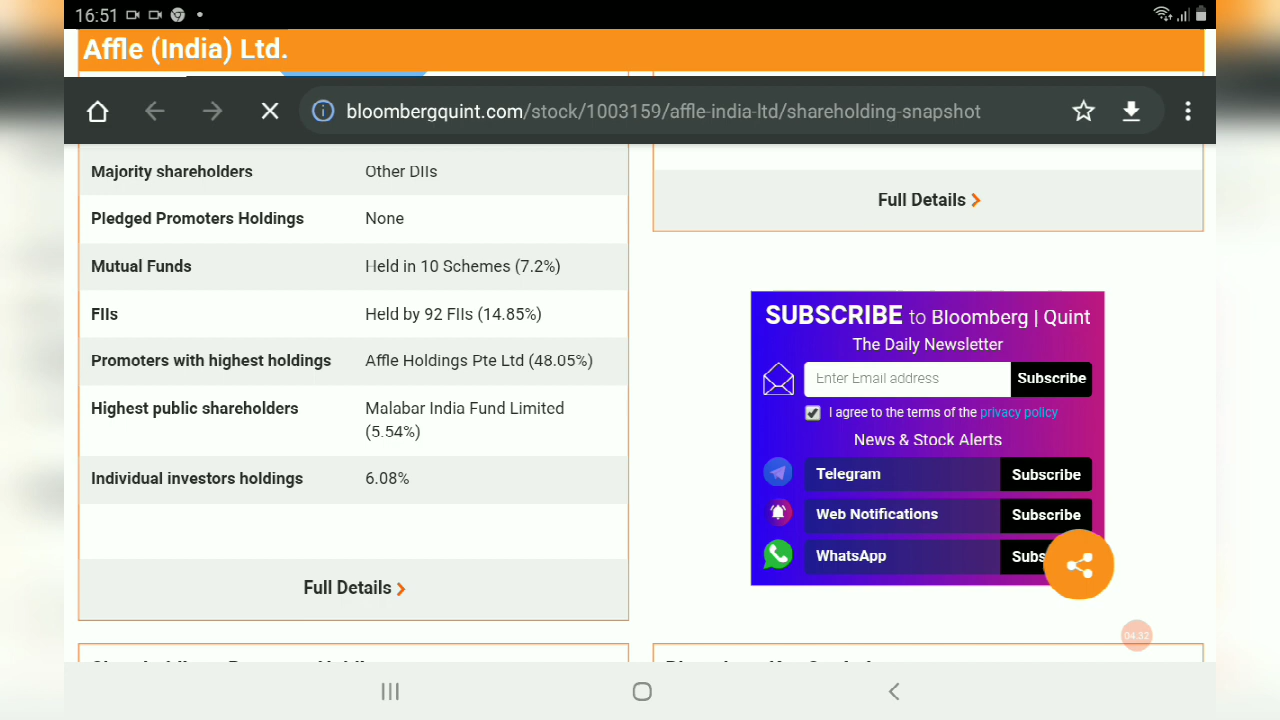 16:51
Affle (India) Ltd.
bloombergquint.com/stock/1003159/affle-india-ltd/shareholding-snapshot
Majority shareholders Other DIIs
Pledged Promoters Holdings None
Mutual Funds Held in 10 Schemes (7.2%)
FIIs Held by 92 FIIs (14.85%)
Promoters with highest holdings Affle Holdings Pte Ltd (48.05%)
Highest public shareholders Malabar India Fund Limited
(5.54%)
Individual investors holdings 6.08%
Full Details
Full Details
SUBSCRIBE to Bloomberg | Quint
The Daily Newsletter
Enter Email address Subscribe
I agree to the terms of the privacy policy
News & Stock Alerts
Telegram Subscribe
Web Notifications Subscribe
WhatsApp Subs
04:32